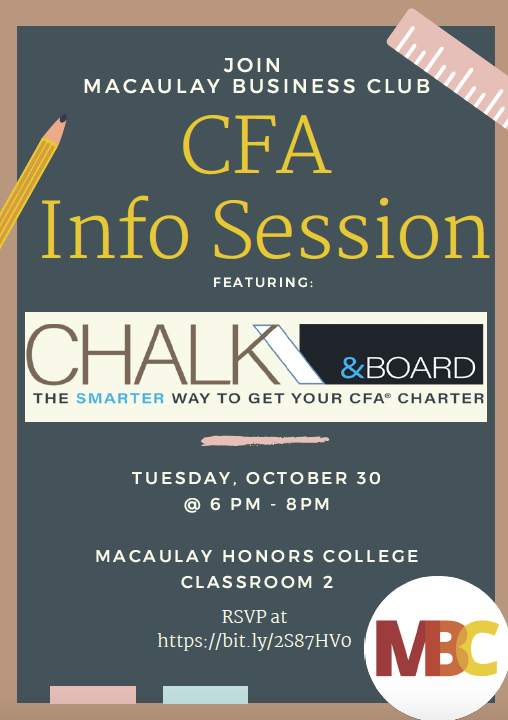 JOIN
MACAULAY BUSINESS CLUB
CFA
Info Session
FEATURING:
CHALK &BOARD
THE SMARTER WAY TO GET YOUR CFA® CHARTER
TUESDAY, OCTOBER 30
@ 6 PM - 8PM
MACAULAY HONORS COLLEGE
CLASSROOM 2
RSVP at
https://bit.ly/2S87HV0
MBC